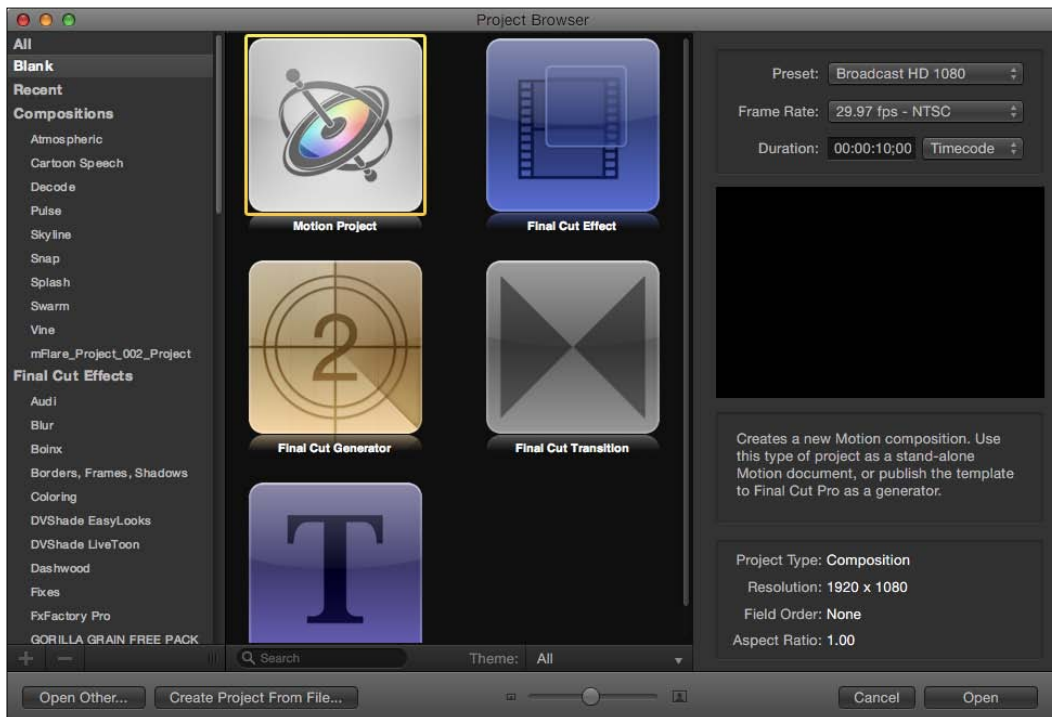 Project Browser
All
Blank
Recent
Compositions
Atmospheric
Cartoon Speech
Decode
Pulse
Skyline
Snap
Splash
Swarm
Vine
mFlare_Project_002_Project
Final Cut Effects
Audi
Blur
Boinx
Borders, Frames, Shadows
Coloring
DVShade EasyLooks
DVShade LiveToon
Dashwood
Fixes
FxFactory Pro
GORILLA GRAIN FREE PACK
Motion Project
Final Cut Effect
2
Final Cut Generator
Final Cut Transition
T
Search
Theme: All
Preset: Broadcast HD 1080
Frame Rate: 29.97 fps - NTSC
Duration: 00:00:10;00 Timecode
Creates a new Motion composition. Use
this type of project as a stand-alone
Motion document, or publish the template
to Final Cut Pro as a generator.
Project Type: Composition
Resolution: 1920 x 1080
Field Order: None
Aspect Ratio: 1.00
Open Other...
Create Project From File...
Cancel
Open